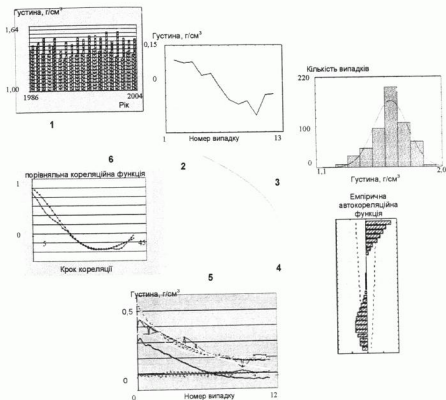 Густина, г/см³
1,64
1,00
1986
2004
Рік
1
Густина, г/см³
0,15
0
1
13
Номер випадку
2
Кількість випадків
220
100
0
1,1
2,0
Густина, г/см³
3
6
порівняльна кореляційна функція
1
0
5
45
Крок кореляції
Емпірична
автокореляційна
функція
4
5
Густина, г/см³
0,5
0
0
12
Номер випадку